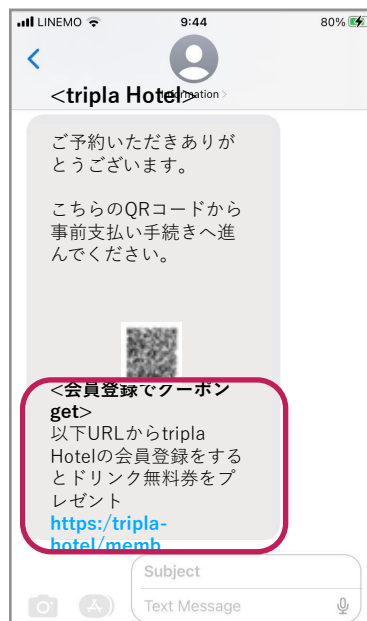 LINEMO
9:44
80%
<tripla Hotel>
ご予約いただきありが
とうございます。
こちらのQRコードから
事前支払い手続きへ進
んでください。
<会員登録でクーポン
get>
以下URLからtripla
Hotelの会員登録をする
とドリンク無料券をプ
レゼント
https:/tripla-
hotel/memb
Subject
Text Message